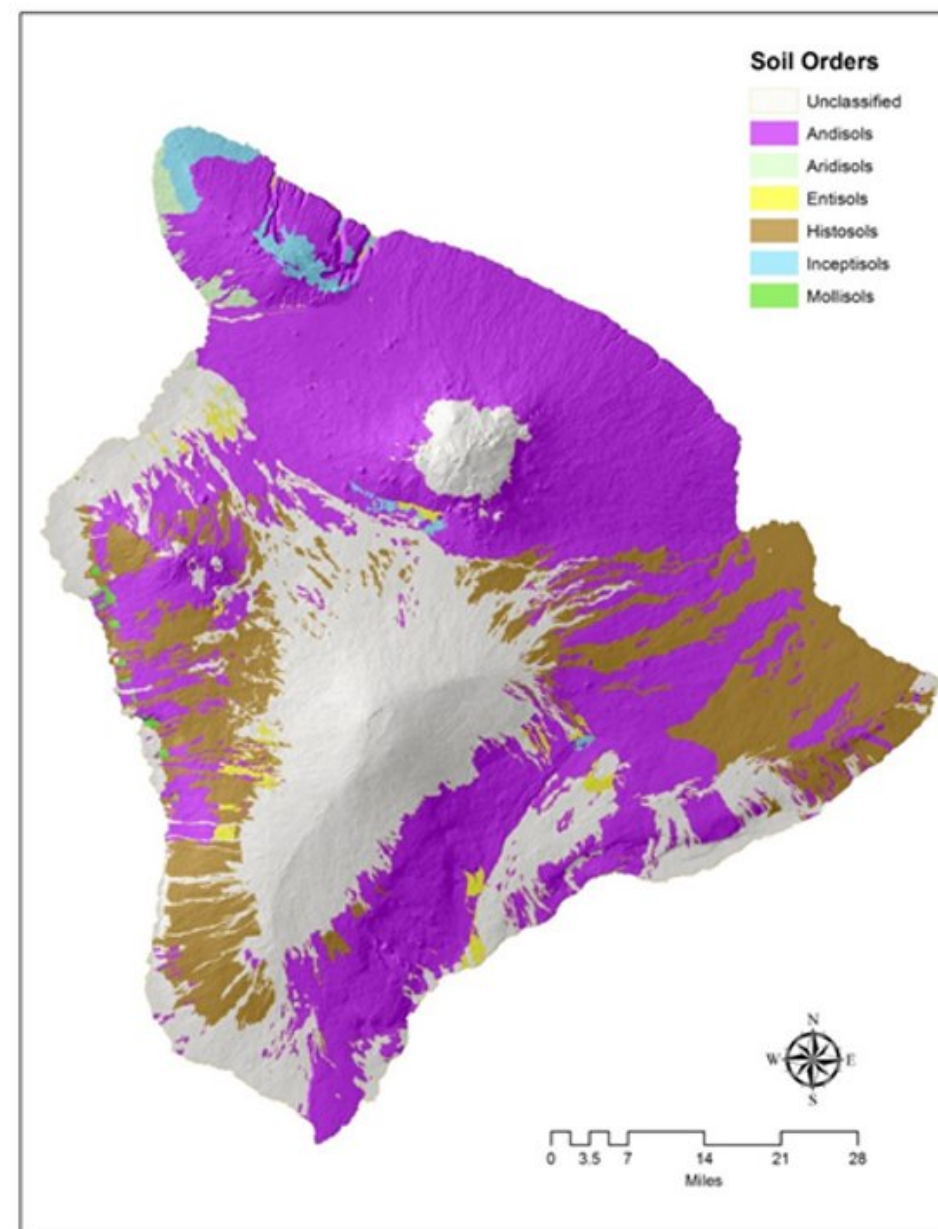 Soil Orders
Unclassified
Andisols
Aridisols
Entisols
Histosols
Inceptisols
Mollisols
N
W E
S
0 3.5 7 14 21 28
Miles